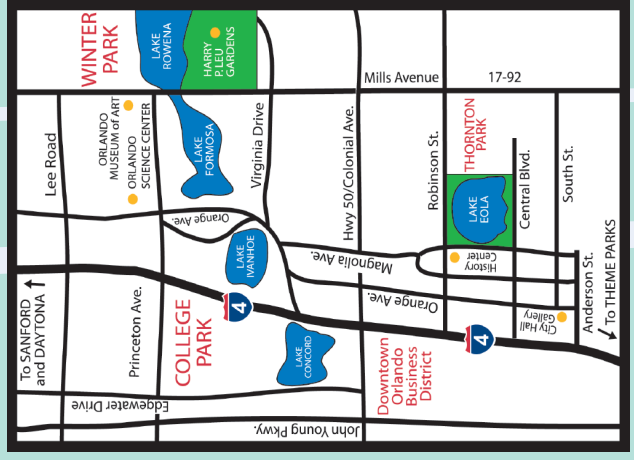 WINTER
PARK
LAKE
ROWENA
HARRY
P. LEU
GARDENS
Mills Avenue
17-92
Lee Road
ORLANDO
MUSEUM of ART
ORLANDO
SCIENCE CENTER
LAKE
FORMOSA
Virginia Drive
Hwy 50/Colonial Ave.
Robinson St.
THORNTON
PARK
LAKE
EOLA
Central Blvd.
South St.
Orange Ave.
LAKE
IVANHOE
Magnolia Ave.
History
Center
Orange Ave.
City Hall
Gallery
Anderson St.
To THEME PARKS
To SANFORD
and DAYTONA
Princeton Ave.
COLLEGE
PARK
4
LAKE
CONCORD
4
Downtown
Orlando
Business
District
Edgewater Drive
John Young Pkwy.